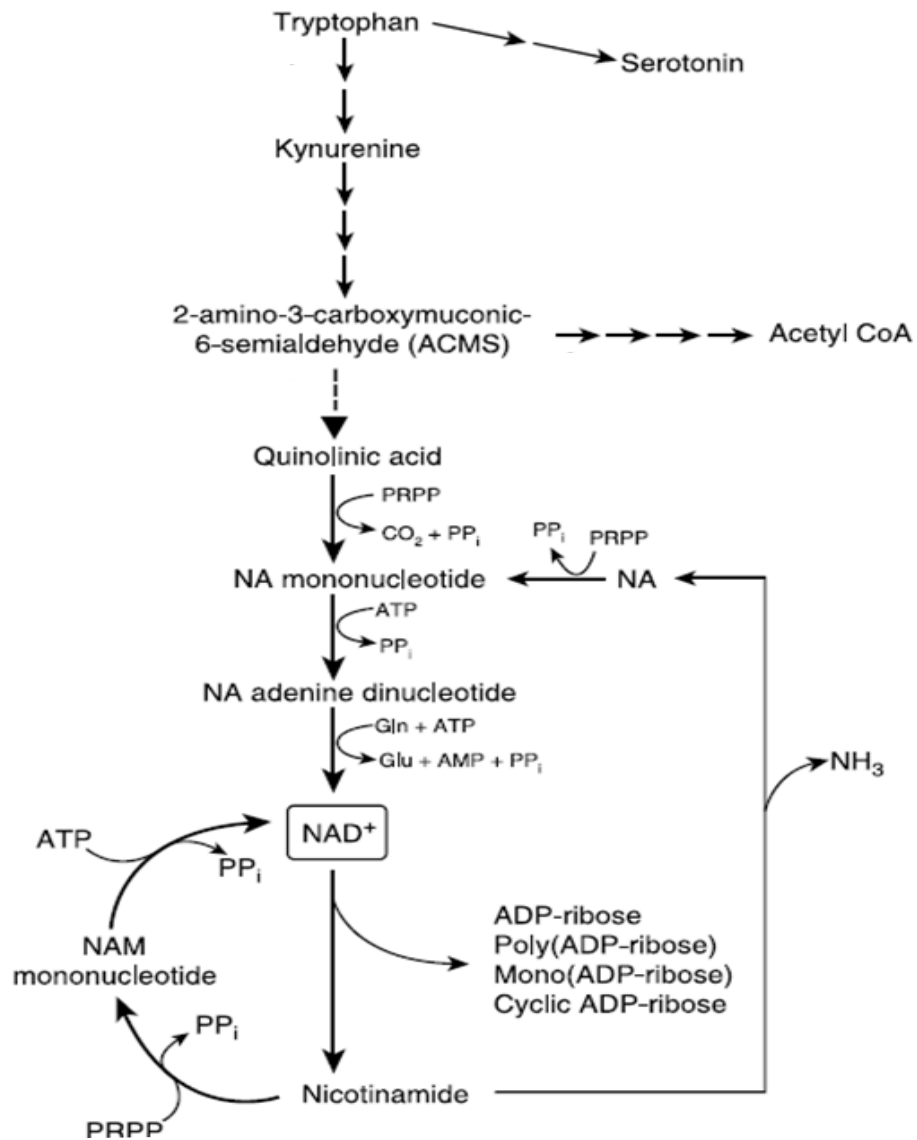 Tryptophan
Serotonin
Kynurenine
2-amino-3-carboxymuconic-
6-semialdehyde (ACMS)
Acetyl CoA
Quinolinic acid
PRPP
CO₂ + PPᵢ
PPᵢ
PRPP
NA mononucleotide
NA
ATP
PPᵢ
NA adenine dinucleotide
Gln + ATP
Glu + AMP + PPᵢ
NH₃
NAD⁺
ATP
PPᵢ
ADP-ribose
Poly(ADP-ribose)
Mono(ADP-ribose)
Cyclic ADP-ribose
NAM
mononucleotide
PPᵢ
Nicotinamide
PRPP